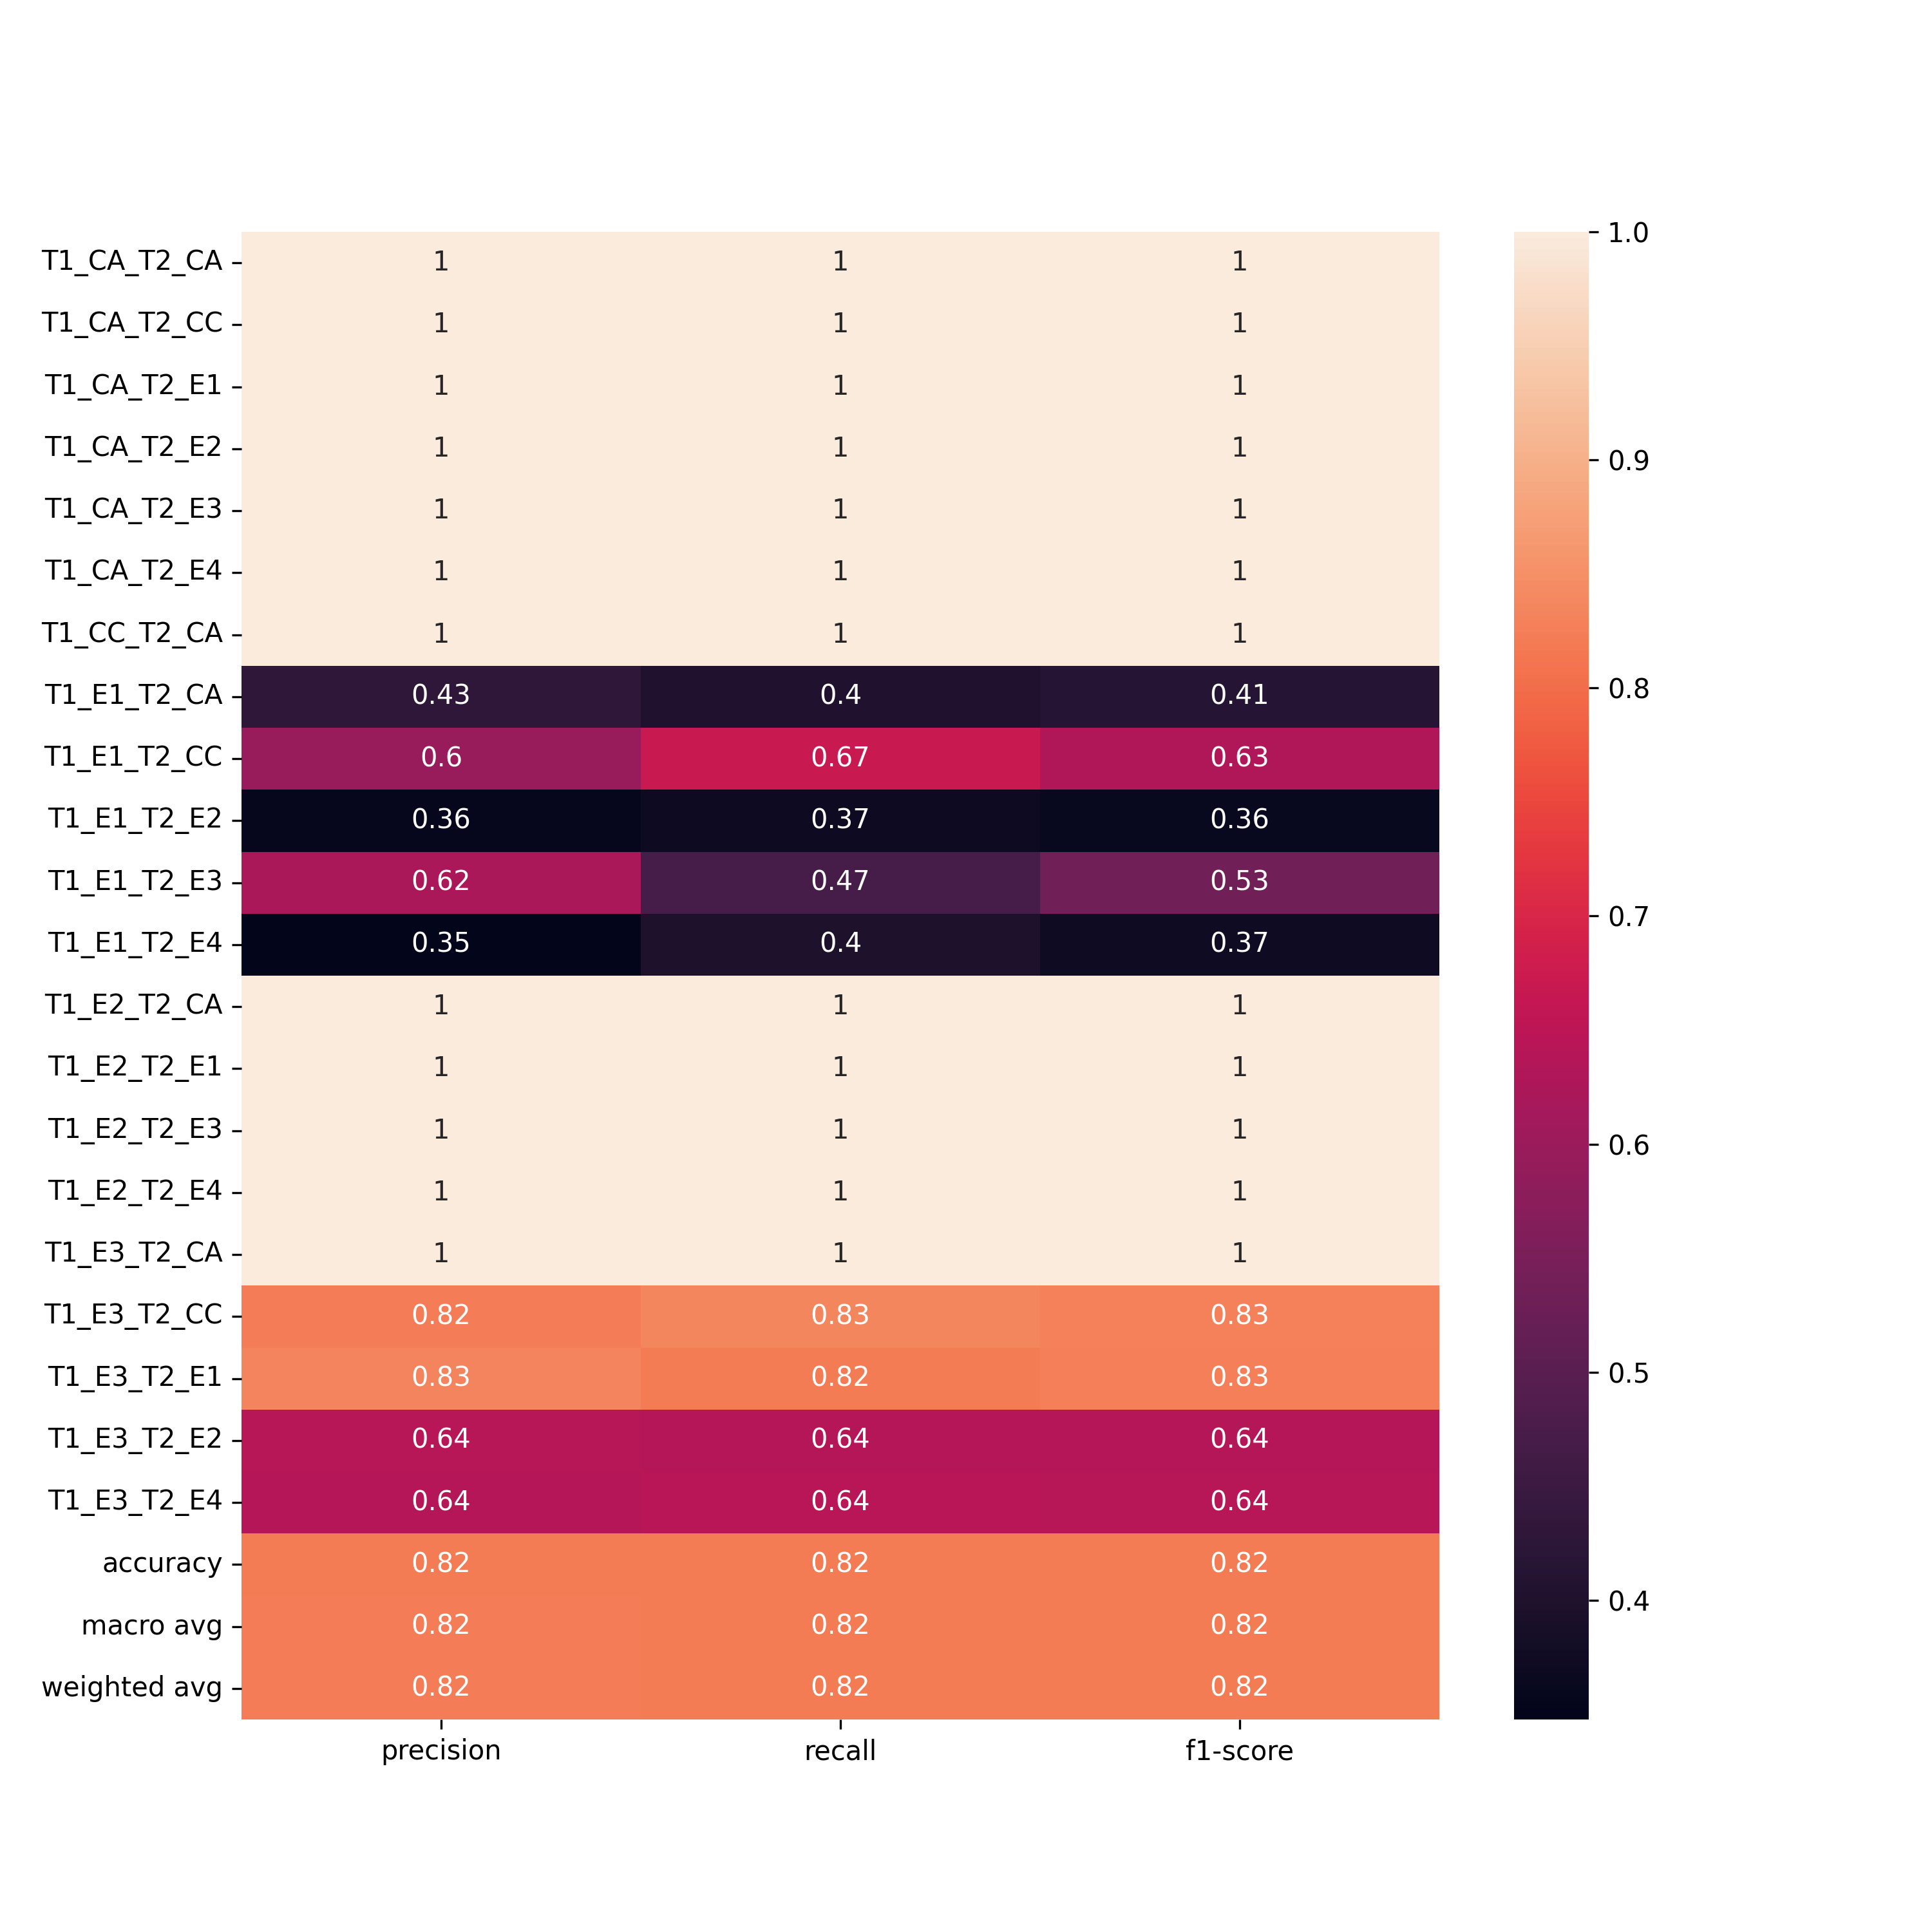 T1_CA_T2_CA 1 1 1 1.0
T1_CA_T2_CC 1 1 1
T1_CA_T2_E1 1 1 1
T1_CA_T2_E2 1 1 1 0.9
T1_CA_T2_E3 1 1 1
T1_CA_T2_E4 1 1 1
T1_CC_T2_CA 1 1 1
T1_E1_T2_CA 0.43 0.4 0.41 0.8
T1_E1_T2_CC 0.6 0.67 0.63
T1_E1_T2_E2 0.36 0.37 0.36
T1_E1_T2_E3 0.62 0.47 0.53 0.7
T1_E1_T2_E4 0.35 0.4 0.37
T1_E2_T2_CA 1 1 1
T1_E2_T2_E1 1 1 1
T1_E2_T2_E3 1 1 1 0.6
T1_E2_T2_E4 1 1 1
T1_E3_T2_CA 1 1 1
T1_E3_T2_CC 0.82 0.83 0.83
T1_E3_T2_E1 0.83 0.82 0.83 0.5
T1_E3_T2_E2 0.64 0.64 0.64
T1_E3_T2_E4 0.64 0.64 0.64
accuracy 0.82 0.82 0.82
macro avg 0.82 0.82 0.82 0.4
weighted avg 0.82 0.82 0.82
precision recall f1-score